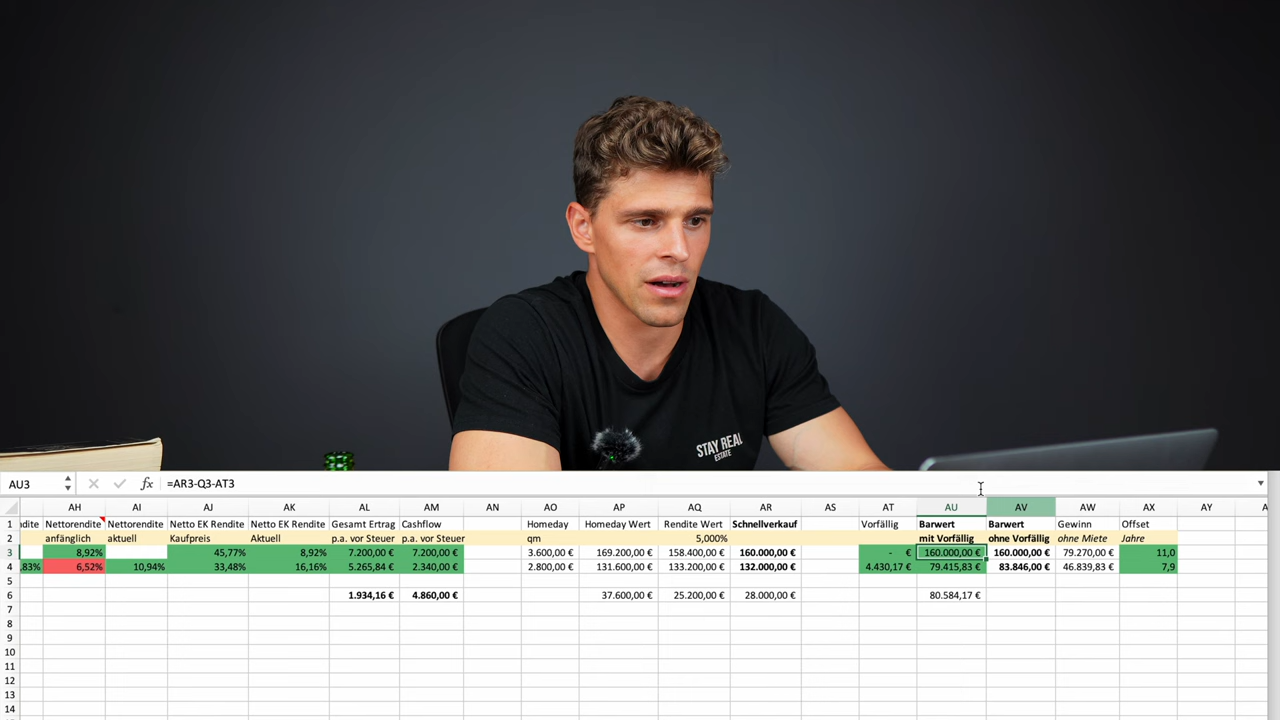 STAY REAL
ESTATE
AU3 fx =AR3-Q3-AT3
AH AI AJ AK AL AM AN AO AP AQ AR AS AT AU AV AW AX AY
1 dite Nettorendite Nettorendite Netto EK Rendite Netto EK Rendite Gesamt Ertrag Cashflow Homeday Homeday Wert Rendite Wert Schnellverkauf Vorfällig Barwert Barwert Gewinn Offset
2 anfänglich aktuell Kaufpreis Aktuell p.a. vor Steuer p.a. vor Steuer qm 5,000% mit Vorfällig ohne Vorfällig ohne Miete Jahre
3 8,92% 45,77% 8,92% 7.200,00 € 7.200,00 € 3.600,00 € 169.200,00 € 158.400,00 € 160.000,00 € - € 160.000,00 € 160.000,00 € 79.270,00 € 11,0
4 .83% 6,52% 10,94% 33,48% 16,16% 5.265,84 € 2.340,00 € 2.800,00 € 131.600,00 € 133.200,00 € 132.000,00 € 4.430,17 € 79.415,83 € 83.846,00 € 46.839,83 € 7,9
5
6 1.934,16 € 4.860,00 € 37.600,00 € 25.200,00 € 28.000,00 € 80.584,17 €
7
8
9
10
11
12
13
14